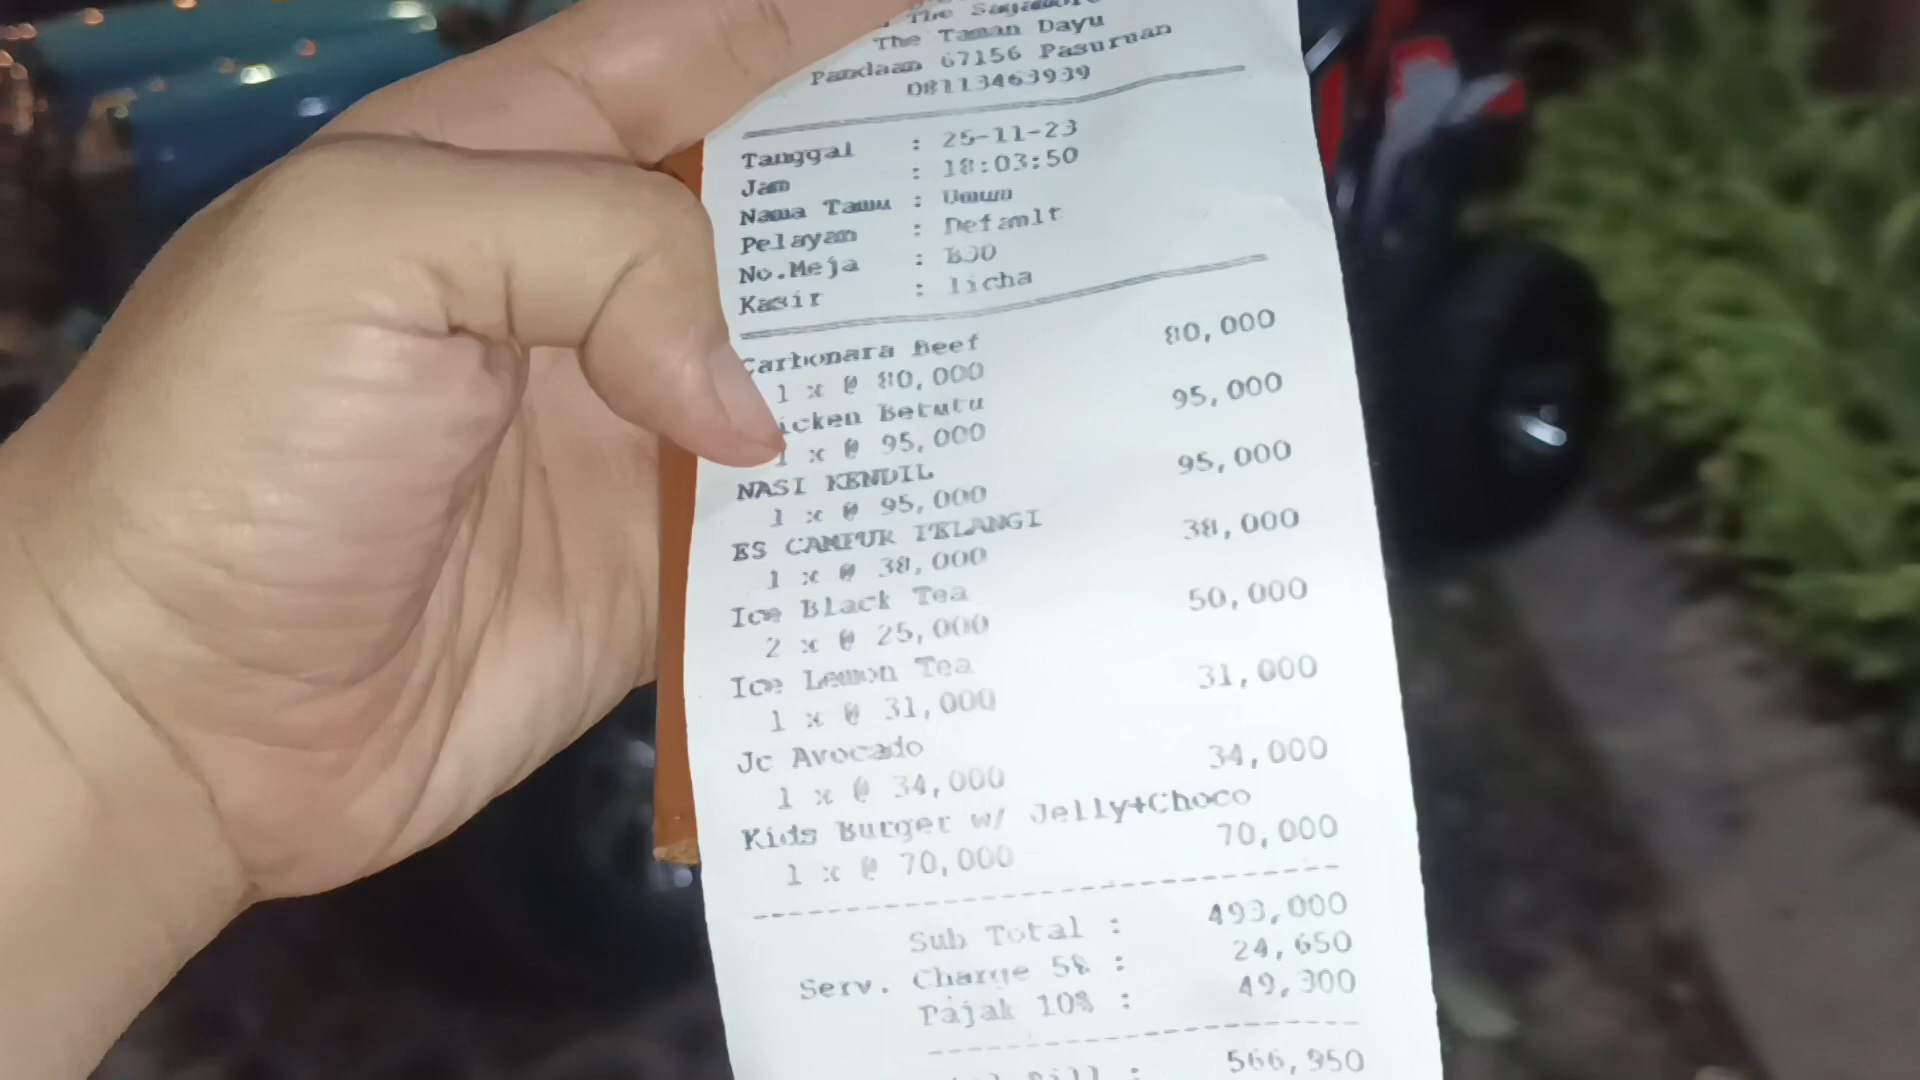 The
The Taman Dayu
Pandaan 67156 Pasuruan
08113463939
Tanggal : 25-11-23
Jam : 18:03:50
Nama Tamu : Umum
Pelayan : Default
No.Meja :
Kasir : licha
Carbonara Beef 80,000
1 x @ 80,000
icken Betutu 95,000
1 x @ 95,000
NASI KENDIL 95,000
1 x @ 95,000
ES CAMPUR 38,000
1 x @ 38,000
Ice Black Tea 50,000
2 x @ 25,000
Ice Lemon Tea 31,000
1 x @ 31,000
Jc Avocado 34,000
1 x @ 34,000
Kids Burger w/ Jelly+Choco
1 x @ 70,000 70,000
Sub Total : 493,000
Serv. Charge 5% : 24,650
Pajak 10% : 49,300
: 566,950